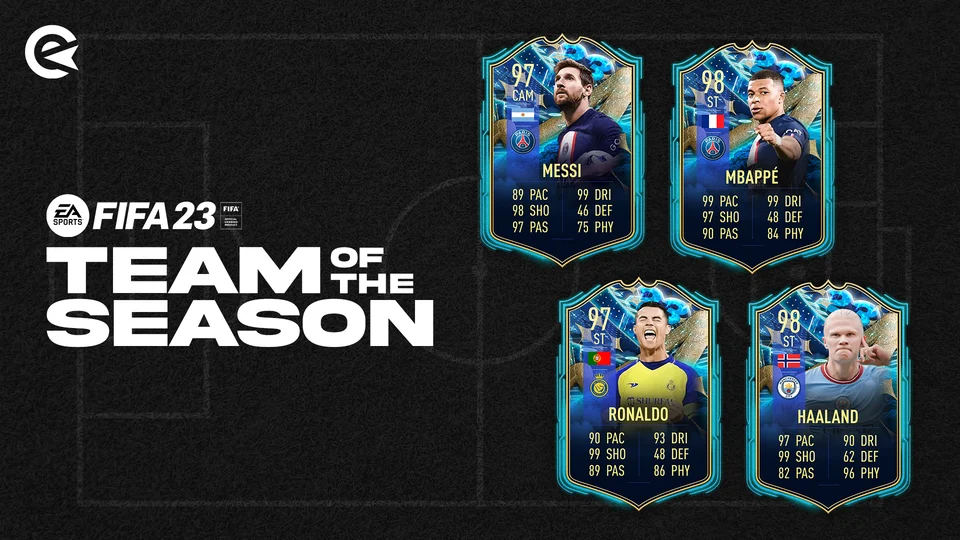 EA SPORTS
FIFA 23
FIFA
TEAM OF THE
SEASON
97
CAM
MESSI
89 PAC 99 DRI
98 SHO 46 DEF
97 PAS 75 PHY
98
ST
MBAPPÉ
99 PAC 99 DRI
97 SHO 48 DEF
90 PAS 84 PHY
97
ST
RONALDO
90 PAC 93 DRI
99 SHO 48 DEF
89 PAS 86 PHY
98
ST
HAALAND
97 PAC 90 DRI
99 SHO 62 DEF
82 PAS 96 PHY